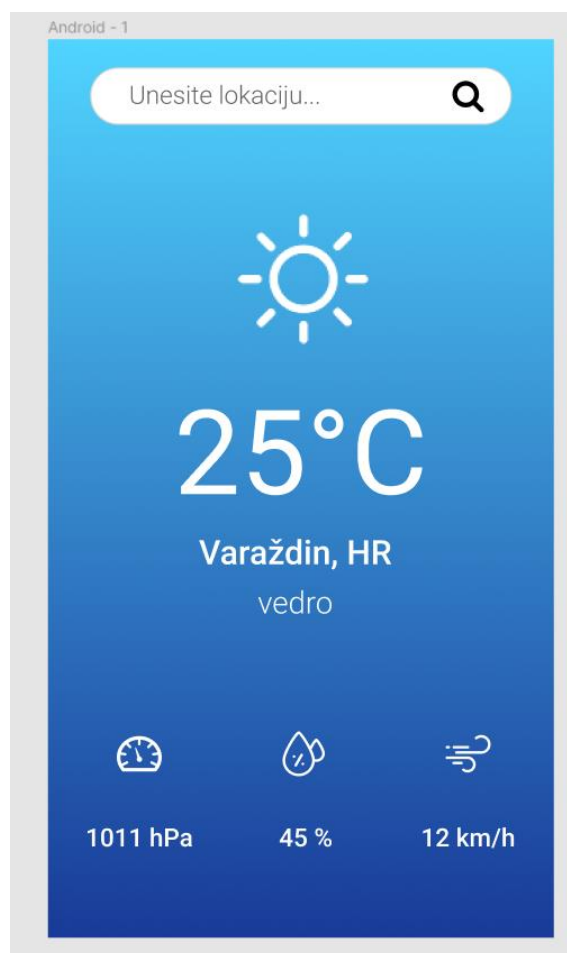 Android - 1
Unesite lokaciju...
25°C
Varaždin, HR
vedro
%
1011 hPa
45 %
12 km/h